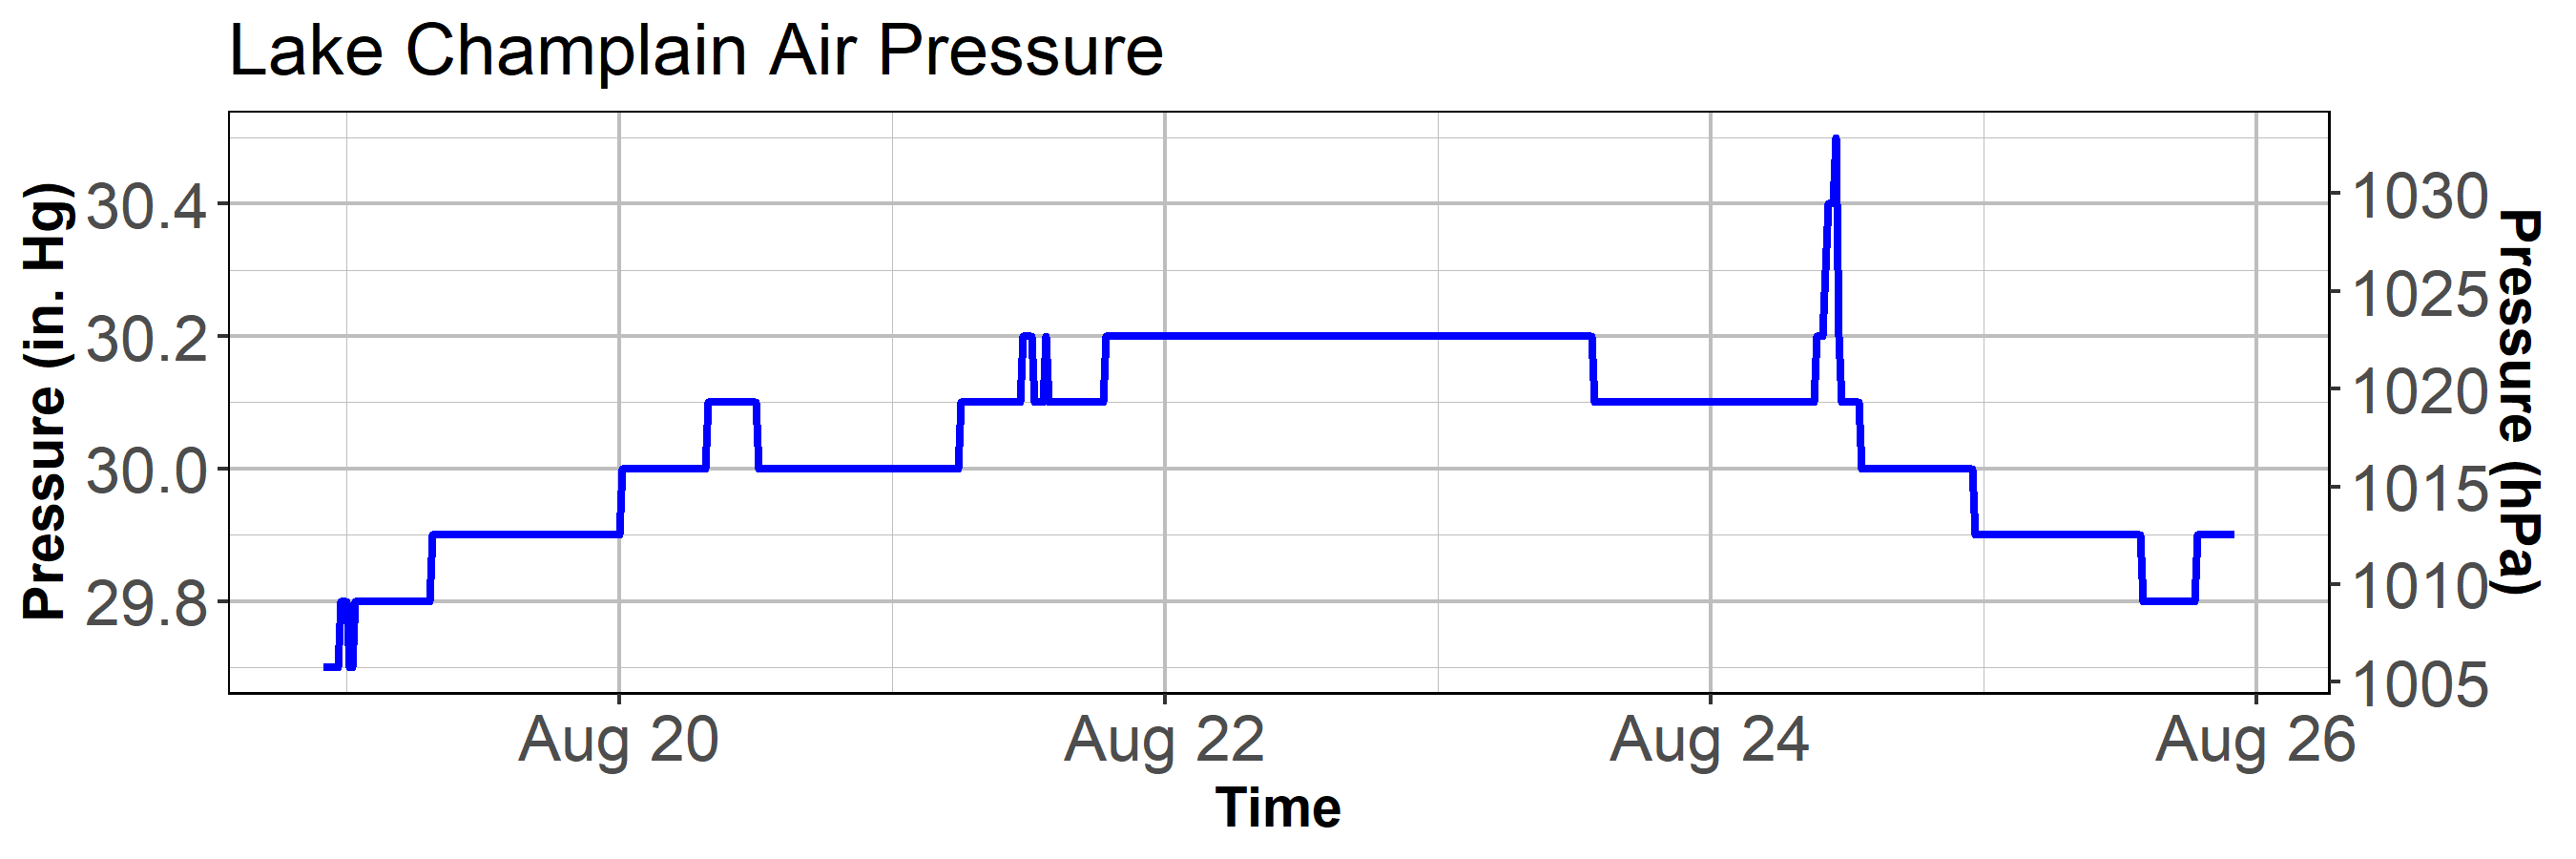 Lake Champlain Air Pressure
Pressure (in. Hg)
30.4
30.2
30.0
29.8
1030
1025
1020
1015
1010
1005
Pressure (hPa)
Aug 20
Aug 22
Aug 24
Aug 26
Time